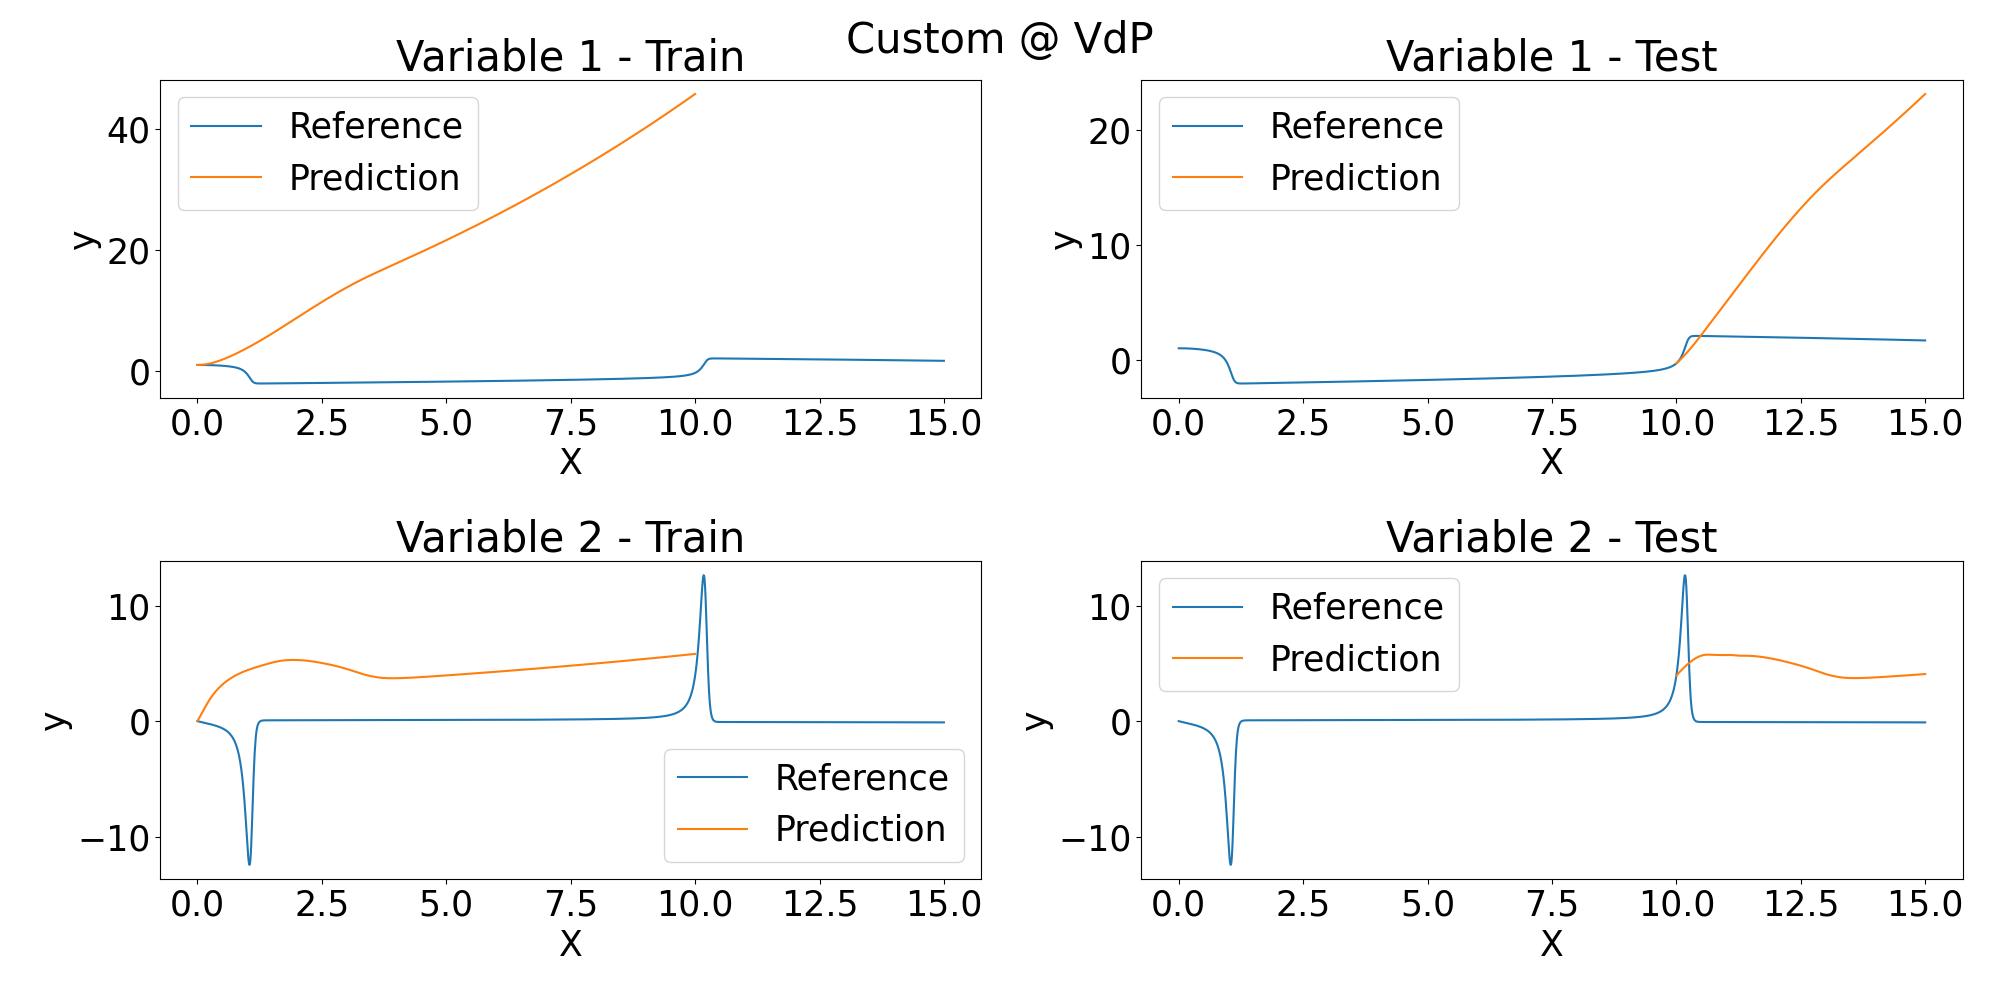 Custom @ VdP
Variable 1 - Train
Reference
Prediction
y
40
20
0
0.0 2.5 5.0 7.5 10.0 12.5 15.0
X
Variable 1 - Test
Reference
Prediction
y
20
10
0
0.0 2.5 5.0 7.5 10.0 12.5 15.0
X
Variable 2 - Train
y
10
0
−10
Reference
Prediction
0.0 2.5 5.0 7.5 10.0 12.5 15.0
X
Variable 2 - Test
Reference
Prediction
y
10
0
−10
0.0 2.5 5.0 7.5 10.0 12.5 15.0
X